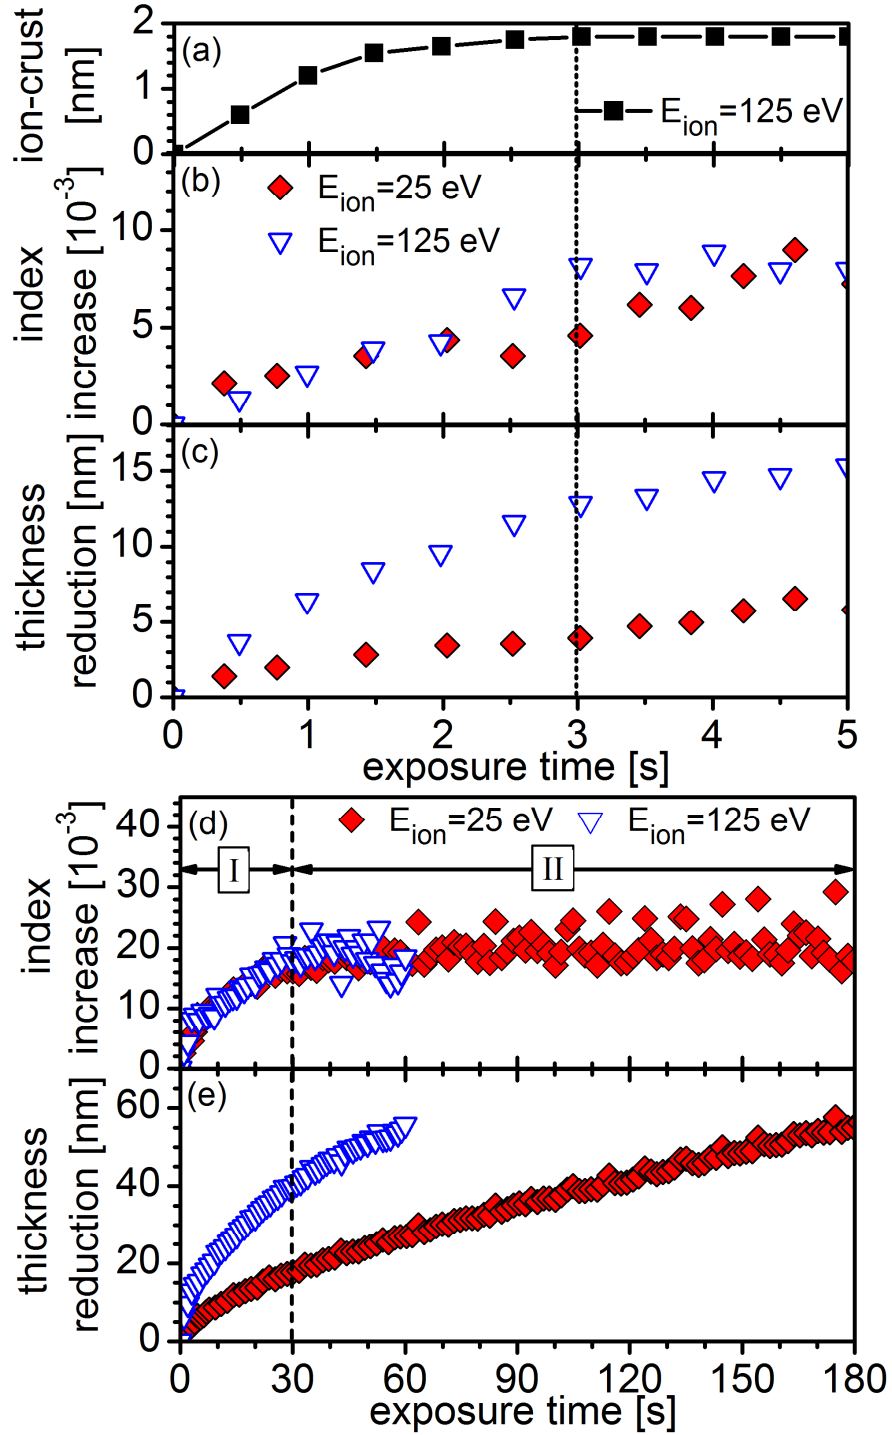 (a)
ion-crust
[nm]
2
1
0
E_ion=125 eV
(b)
index
increase [10^-3]
10
5
0
E_ion=25 eV
E_ion=125 eV
(c)
thickness
reduction [nm]
15
10
5
0
0 1 2 3 4 5
exposure time [s]
(d)
index
increase [10^-3]
40
30
20
10
0
E_ion=25 eV E_ion=125 eV
I II
(e)
thickness
reduction [nm]
60
40
20
0
0 30 60 90 120 150 180
exposure time [s]